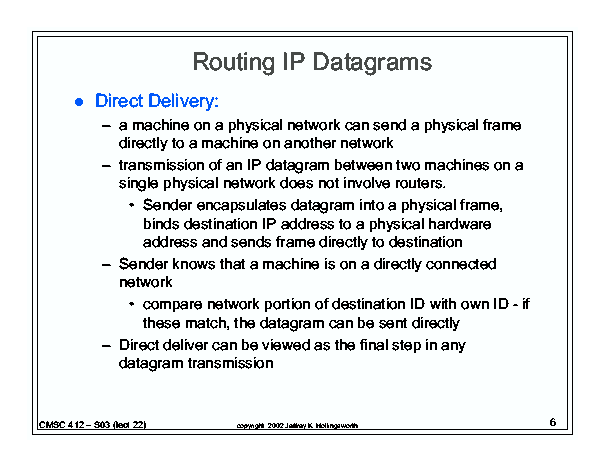 Routing IP Datagrams
● Direct Delivery:
– a machine on a physical network can send a physical frame
directly to a machine on another network
– transmission of an IP datagram between two machines on a
single physical network does not involve routers.
• Sender encapsulates datagram into a physical frame,
binds destination IP address to a physical hardware
address and sends frame directly to destination
– Sender knows that a machine is on a directly connected
network
• compare network portion of destination ID with own ID - if
these match, the datagram can be sent directly
– Direct deliver can be viewed as the final step in any
datagram transmission
CMSC 412 – S03 (lect 22)
copyright 2002 Jeffrey K. Hollingsworth
6